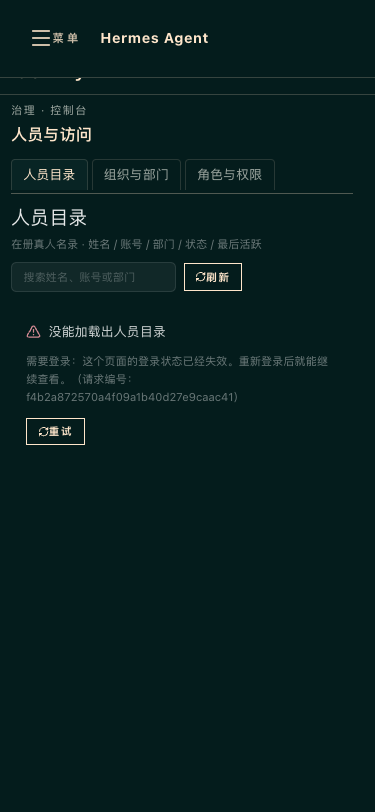 菜单 Hermes Agent
治理 · 控制台
人员与访问
人员目录 组织与部门 角色与权限
人员目录
在册真人名录 · 姓名 / 账号 / 部门 / 状态 / 最后活跃
搜索姓名、账号或部门 刷新
没能加载出人员目录
需要登录：这个页面的登录状态已经失效。重新登录后就能继
续查看。（请求编号：
f4b2a872570a4f09a1b40d27e9caac41）
重试